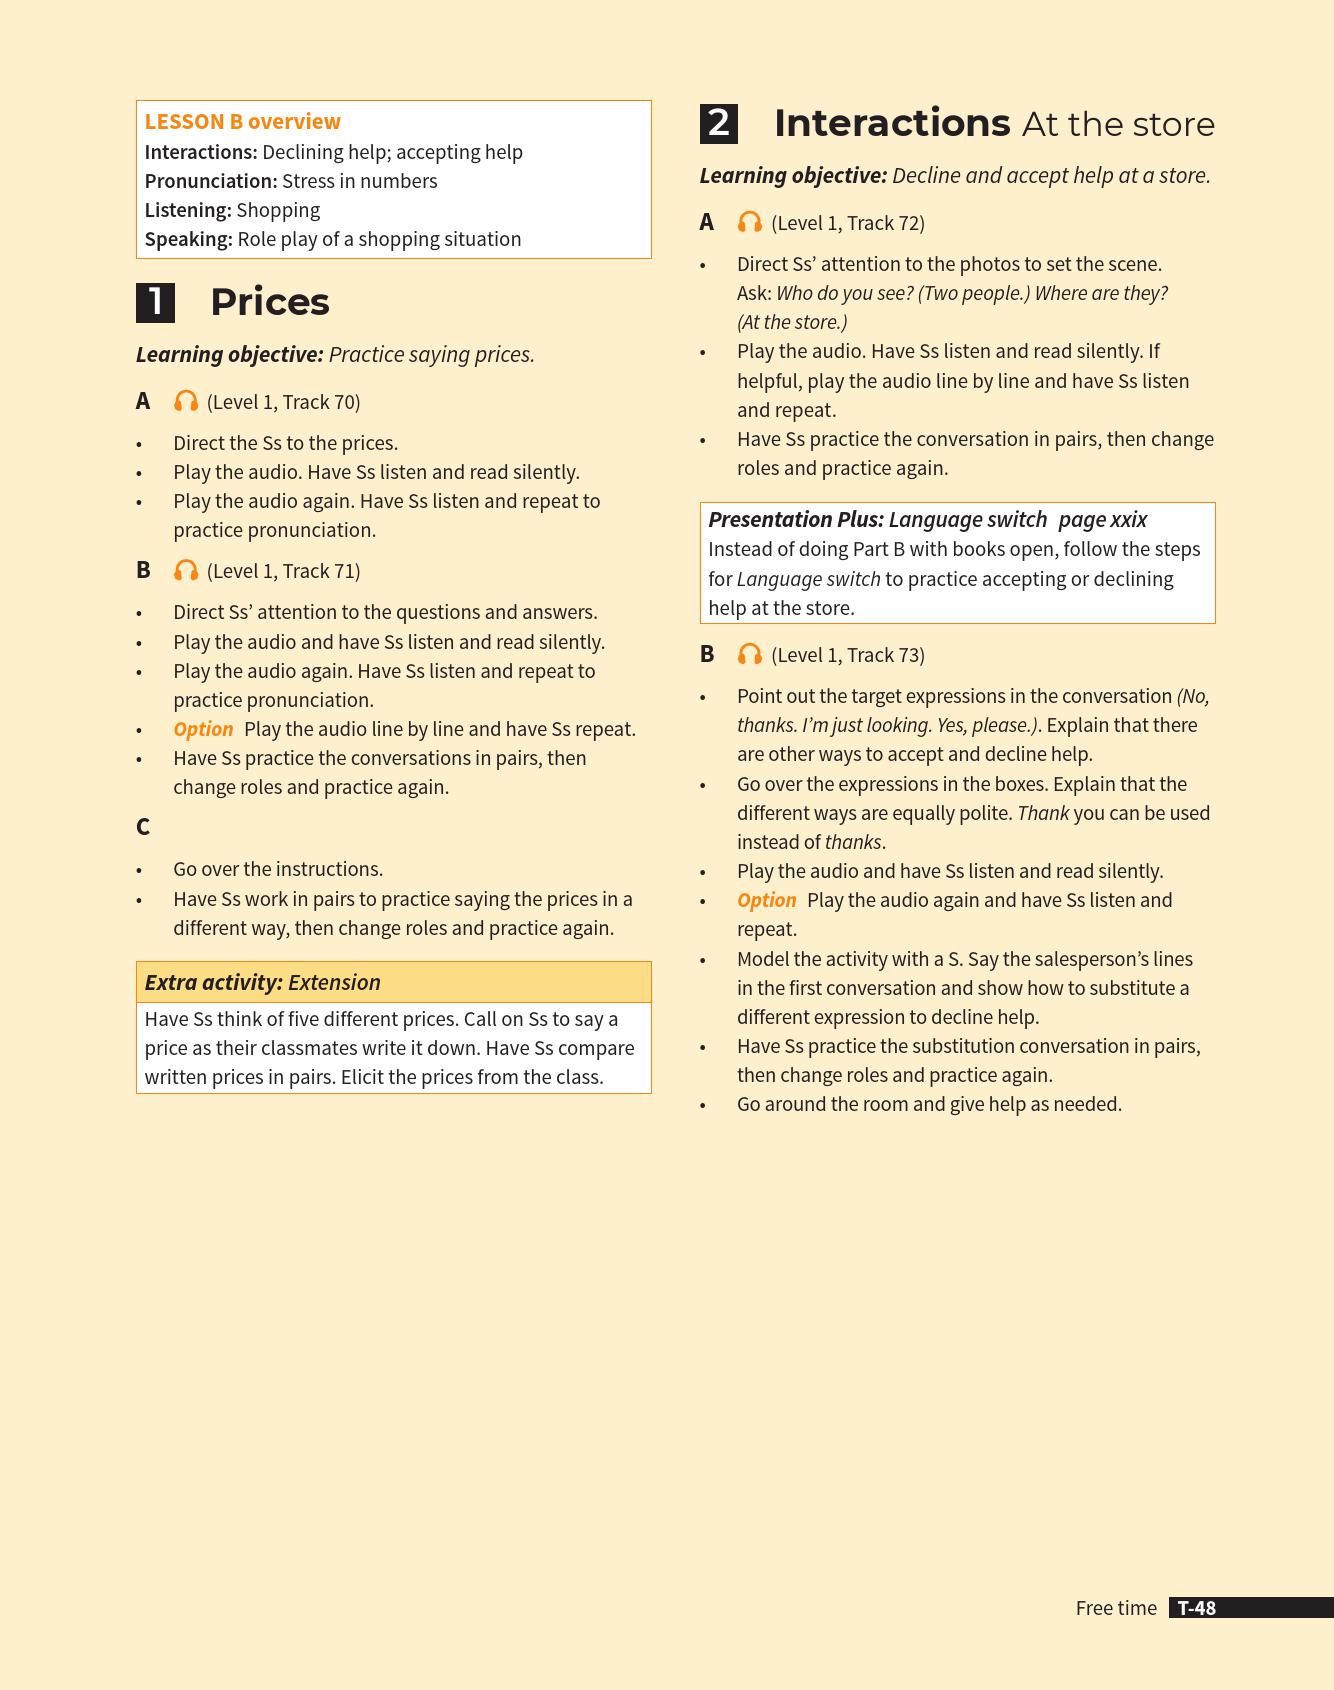 LESSON B overview
Interactions: Declining help; accepting help
Pronunciation: Stress in numbers
Listening: Shopping
Speaking: Role play of a shopping situation
1 Prices
Learning objective: Practice saying prices.
A (Level 1, Track 70)
• Direct the Ss to the prices.
• Play the audio. Have Ss listen and read silently.
• Play the audio again. Have Ss listen and repeat to
practice pronunciation.
B (Level 1, Track 71)
• Direct Ss’ attention to the questions and answers.
• Play the audio and have Ss listen and read silently.
• Play the audio again. Have Ss listen and repeat to
practice pronunciation.
• Option Play the audio line by line and have Ss repeat.
• Have Ss practice the conversations in pairs, then
change roles and practice again.
C
• Go over the instructions.
• Have Ss work in pairs to practice saying the prices in a
different way, then change roles and practice again.
Extra activity: Extension
Have Ss think of five different prices. Call on Ss to say a
price as their classmates write it down. Have Ss compare
written prices in pairs. Elicit the prices from the class.
2 Interactions At the store
Learning objective: Decline and accept help at a store.
A (Level 1, Track 72)
• Direct Ss’ attention to the photos to set the scene.
Ask: Who do you see? (Two people.) Where are they?
(At the store.)
• Play the audio. Have Ss listen and read silently. If
helpful, play the audio line by line and have Ss listen
and repeat.
• Have Ss practice the conversation in pairs, then change
roles and practice again.
Presentation Plus: Language switch page xxix
Instead of doing Part B with books open, follow the steps
for Language switch to practice accepting or declining
help at the store.
B (Level 1, Track 73)
• Point out the target expressions in the conversation (No,
thanks. I’m just looking. Yes, please.). Explain that there
are other ways to accept and decline help.
• Go over the expressions in the boxes. Explain that the
different ways are equally polite. Thank you can be used
instead of thanks.
• Play the audio and have Ss listen and read silently.
• Option Play the audio again and have Ss listen and
repeat.
• Model the activity with a S. Say the salesperson’s lines
in the first conversation and show how to substitute a
different expression to decline help.
• Have Ss practice the substitution conversation in pairs,
then change roles and practice again.
• Go around the room and give help as needed.
Free time T-48